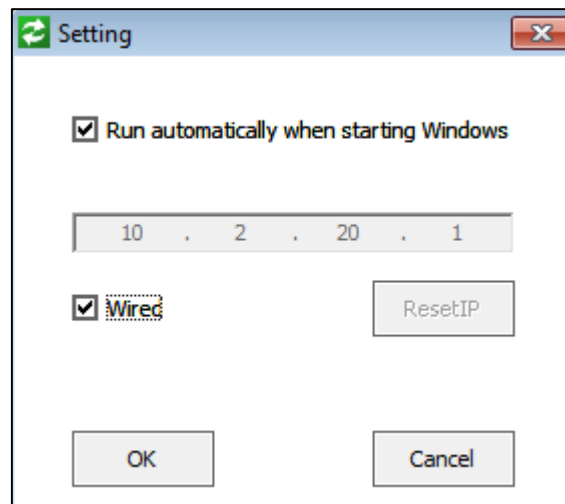 Setting
Run automatically when starting Windows
10 . 2 . 20 . 1
Wired
ResetIP
OK
Cancel